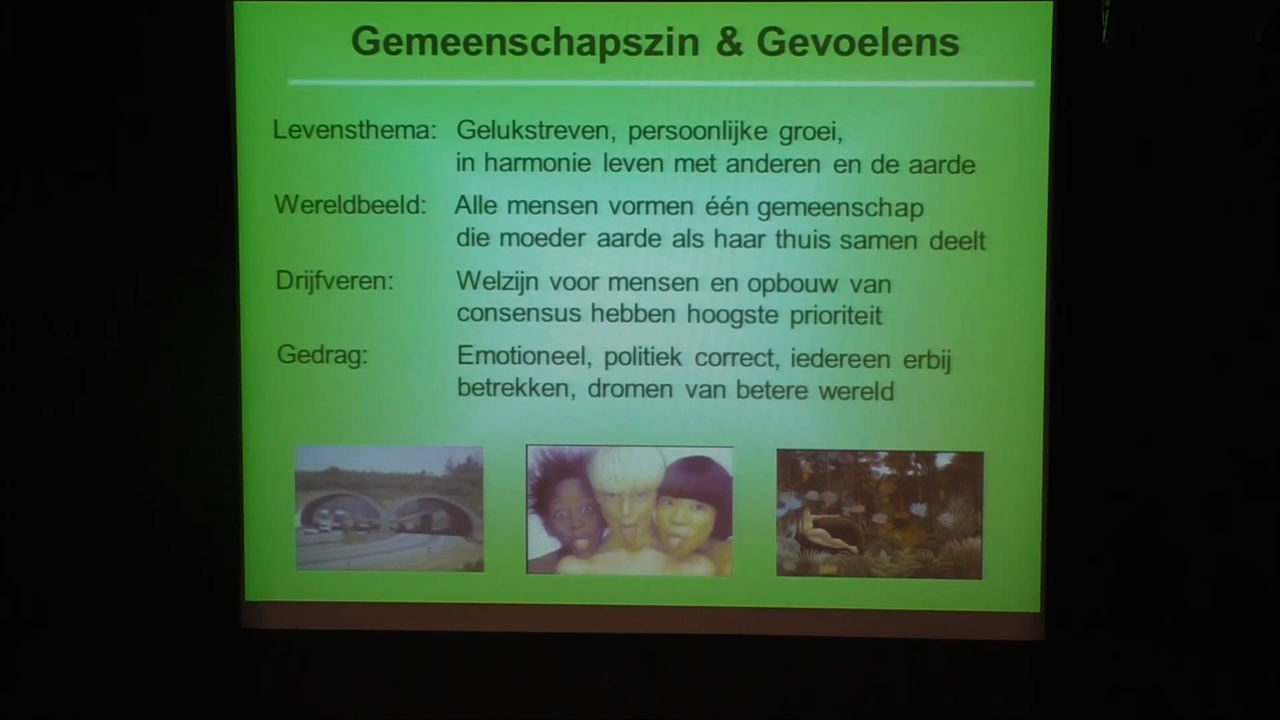 Gemeenschapszin & Gevoelens
Levensthema: Gelukstreven, persoonlijke groei,
in harmonie leven met anderen en de aarde
Wereldbeeld: Alle mensen vormen één gemeenschap
die moeder aarde als haar thuis samen deelt
Drijfveren: Welzijn voor mensen en opbouw van
consensus hebben hoogste prioriteit
Gedrag: Emotioneel, politiek correct, iedereen erbij
betrekken, dromen van betere wereld